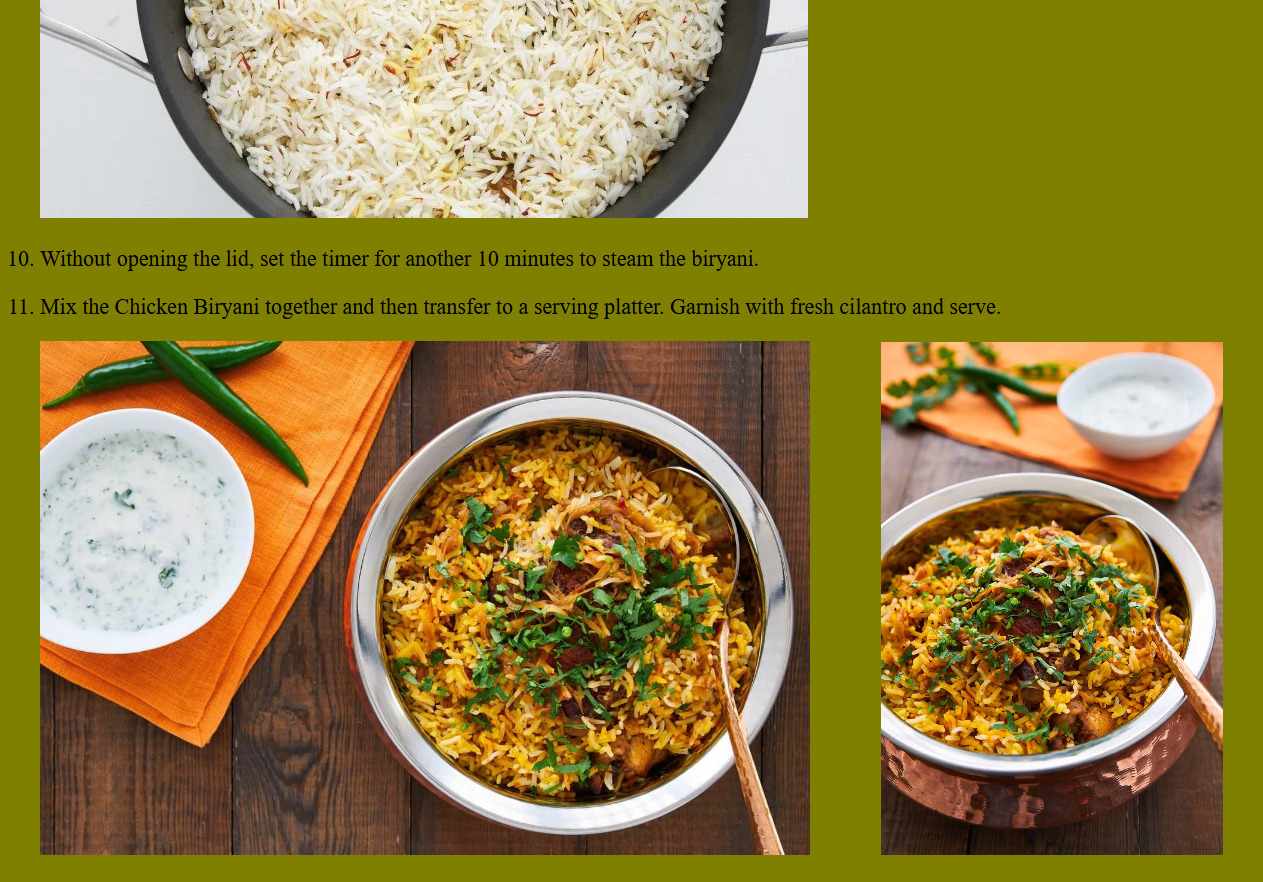 10. Without opening the lid, set the timer for another 10 minutes to steam the biryani.
11. Mix the Chicken Biryani together and then transfer to a serving platter. Garnish with fresh cilantro and serve.